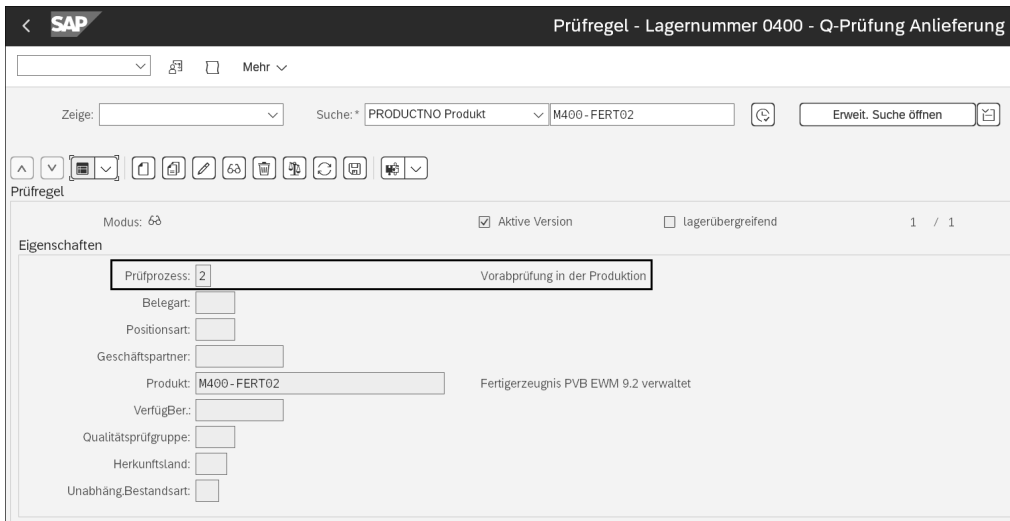 SAP Prüfregel - Lagernummer 0400 - Q-Prüfung Anlieferung
Mehr
Zeige: Suche:* PRODUCTNO Produkt M400-FERT02 Erweit. Suche öffnen
Prüfregel
Modus: Aktive Version lagerübergreifend 1 / 1
Eigenschaften
Prüfprozess: 2 Vorabprüfung in der Produktion
Belegart:
Positionsart:
Geschäftspartner:
Produkt: M400-FERT02 Fertigerzeugnis PVB EWM 9.2 verwaltet
VerfügBer.:
Qualitätsprüfgruppe:
Herkunftsland:
Unabhäng.Bestandsart: